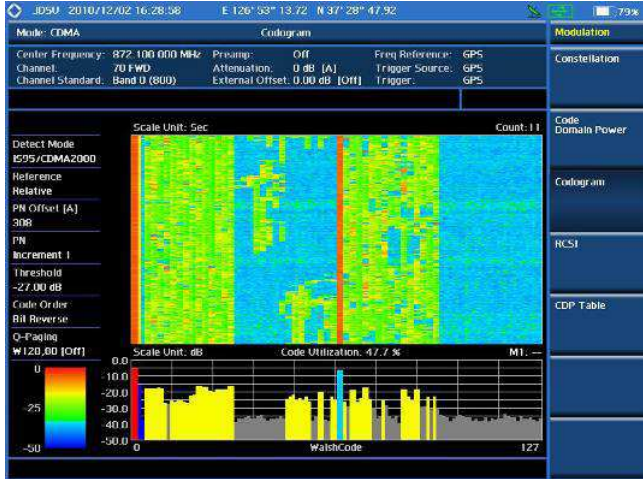 JDSU 2010/12/02 16:28:58 E 126° 53" 13.72 N 37° 28" 47.92 79%
Mode: CDMA Codogram Modulation
Center Frequency: 872.100 000 MHz Preamp: Off Freq Reference: GPS
Channel: 70 FWD Attenuation: 0 dB [A] Trigger Source: GPS
Channel Standard: Band 0 (800) External Offset: 0.00 dB [Off] Trigger: GPS
Constellation
Code
Domain Power
Codogram
RCSI
CDP Table
Scale Unit: Sec Count: 11
Detect Mode
IS95/CDMA2000
Reference
Relative
PN Offset [A]
308
PN
Increment 1
Threshold
-27.00 dB
Code Order
Bit Reverse
Q-Paging
W120,00 [Off]
Scale Unit: dB Code Utilization: 47.7 % M1: --
0
-25
-50
0.0
-10.0
-20.0
-30.0
-40.0
-50.0
0 WalshCode 127